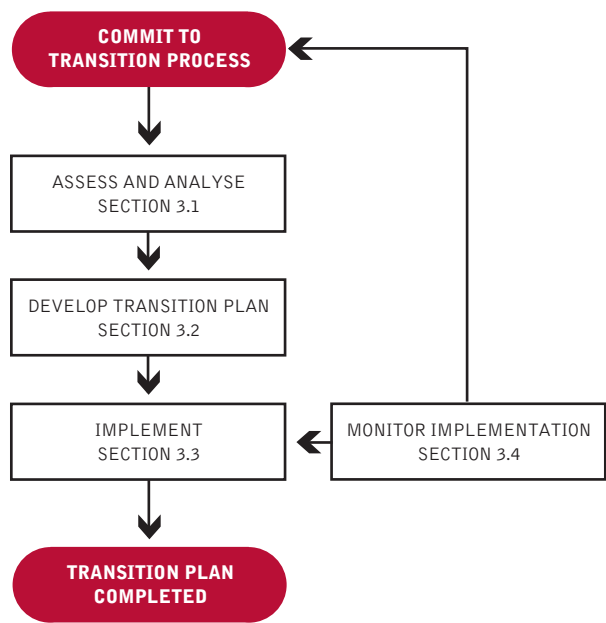 COMMIT TO
TRANSITION PROCESS
ASSESS AND ANALYSE
SECTION 3.1
DEVELOP TRANSITION PLAN
SECTION 3.2
IMPLEMENT
SECTION 3.3
MONITOR IMPLEMENTATION
SECTION 3.4
TRANSITION PLAN
COMPLETED